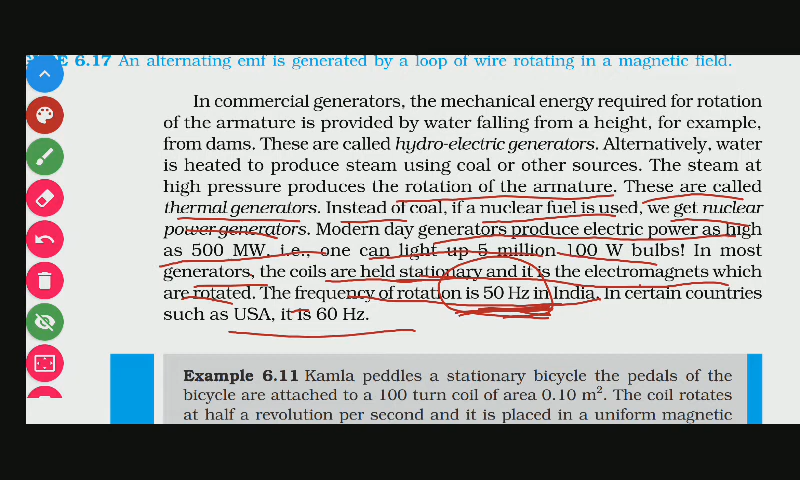 6.17 An alternating emf is generated by a loop of wire rotating in a magnetic field.
In commercial generators, the mechanical energy required for rotation
of the armature is provided by water falling from a height, for example,
from dams. These are called hydro-electric generators. Alternatively, water
is heated to produce steam using coal or other sources. The steam at
high pressure produces the rotation of the armature. These are called
thermal generators. Instead of coal, if a nuclear fuel is used, we get nuclear
power generators. Modern day generators produce electric power as high
as 500 MW, i.e., one can light up 5 million 100 W bulbs! In most
generators, the coils are held stationary and it is the electromagnets which
are rotated. The frequency of rotation is 50 Hz in India. In certain countries
such as USA, it is 60 Hz.
Example 6.11 Kamla peddles a stationary bicycle the pedals of the
bicycle are attached to a 100 turn coil of area 0.10 m². The coil rotates
at half a revolution per second and it is placed in a uniform magnetic